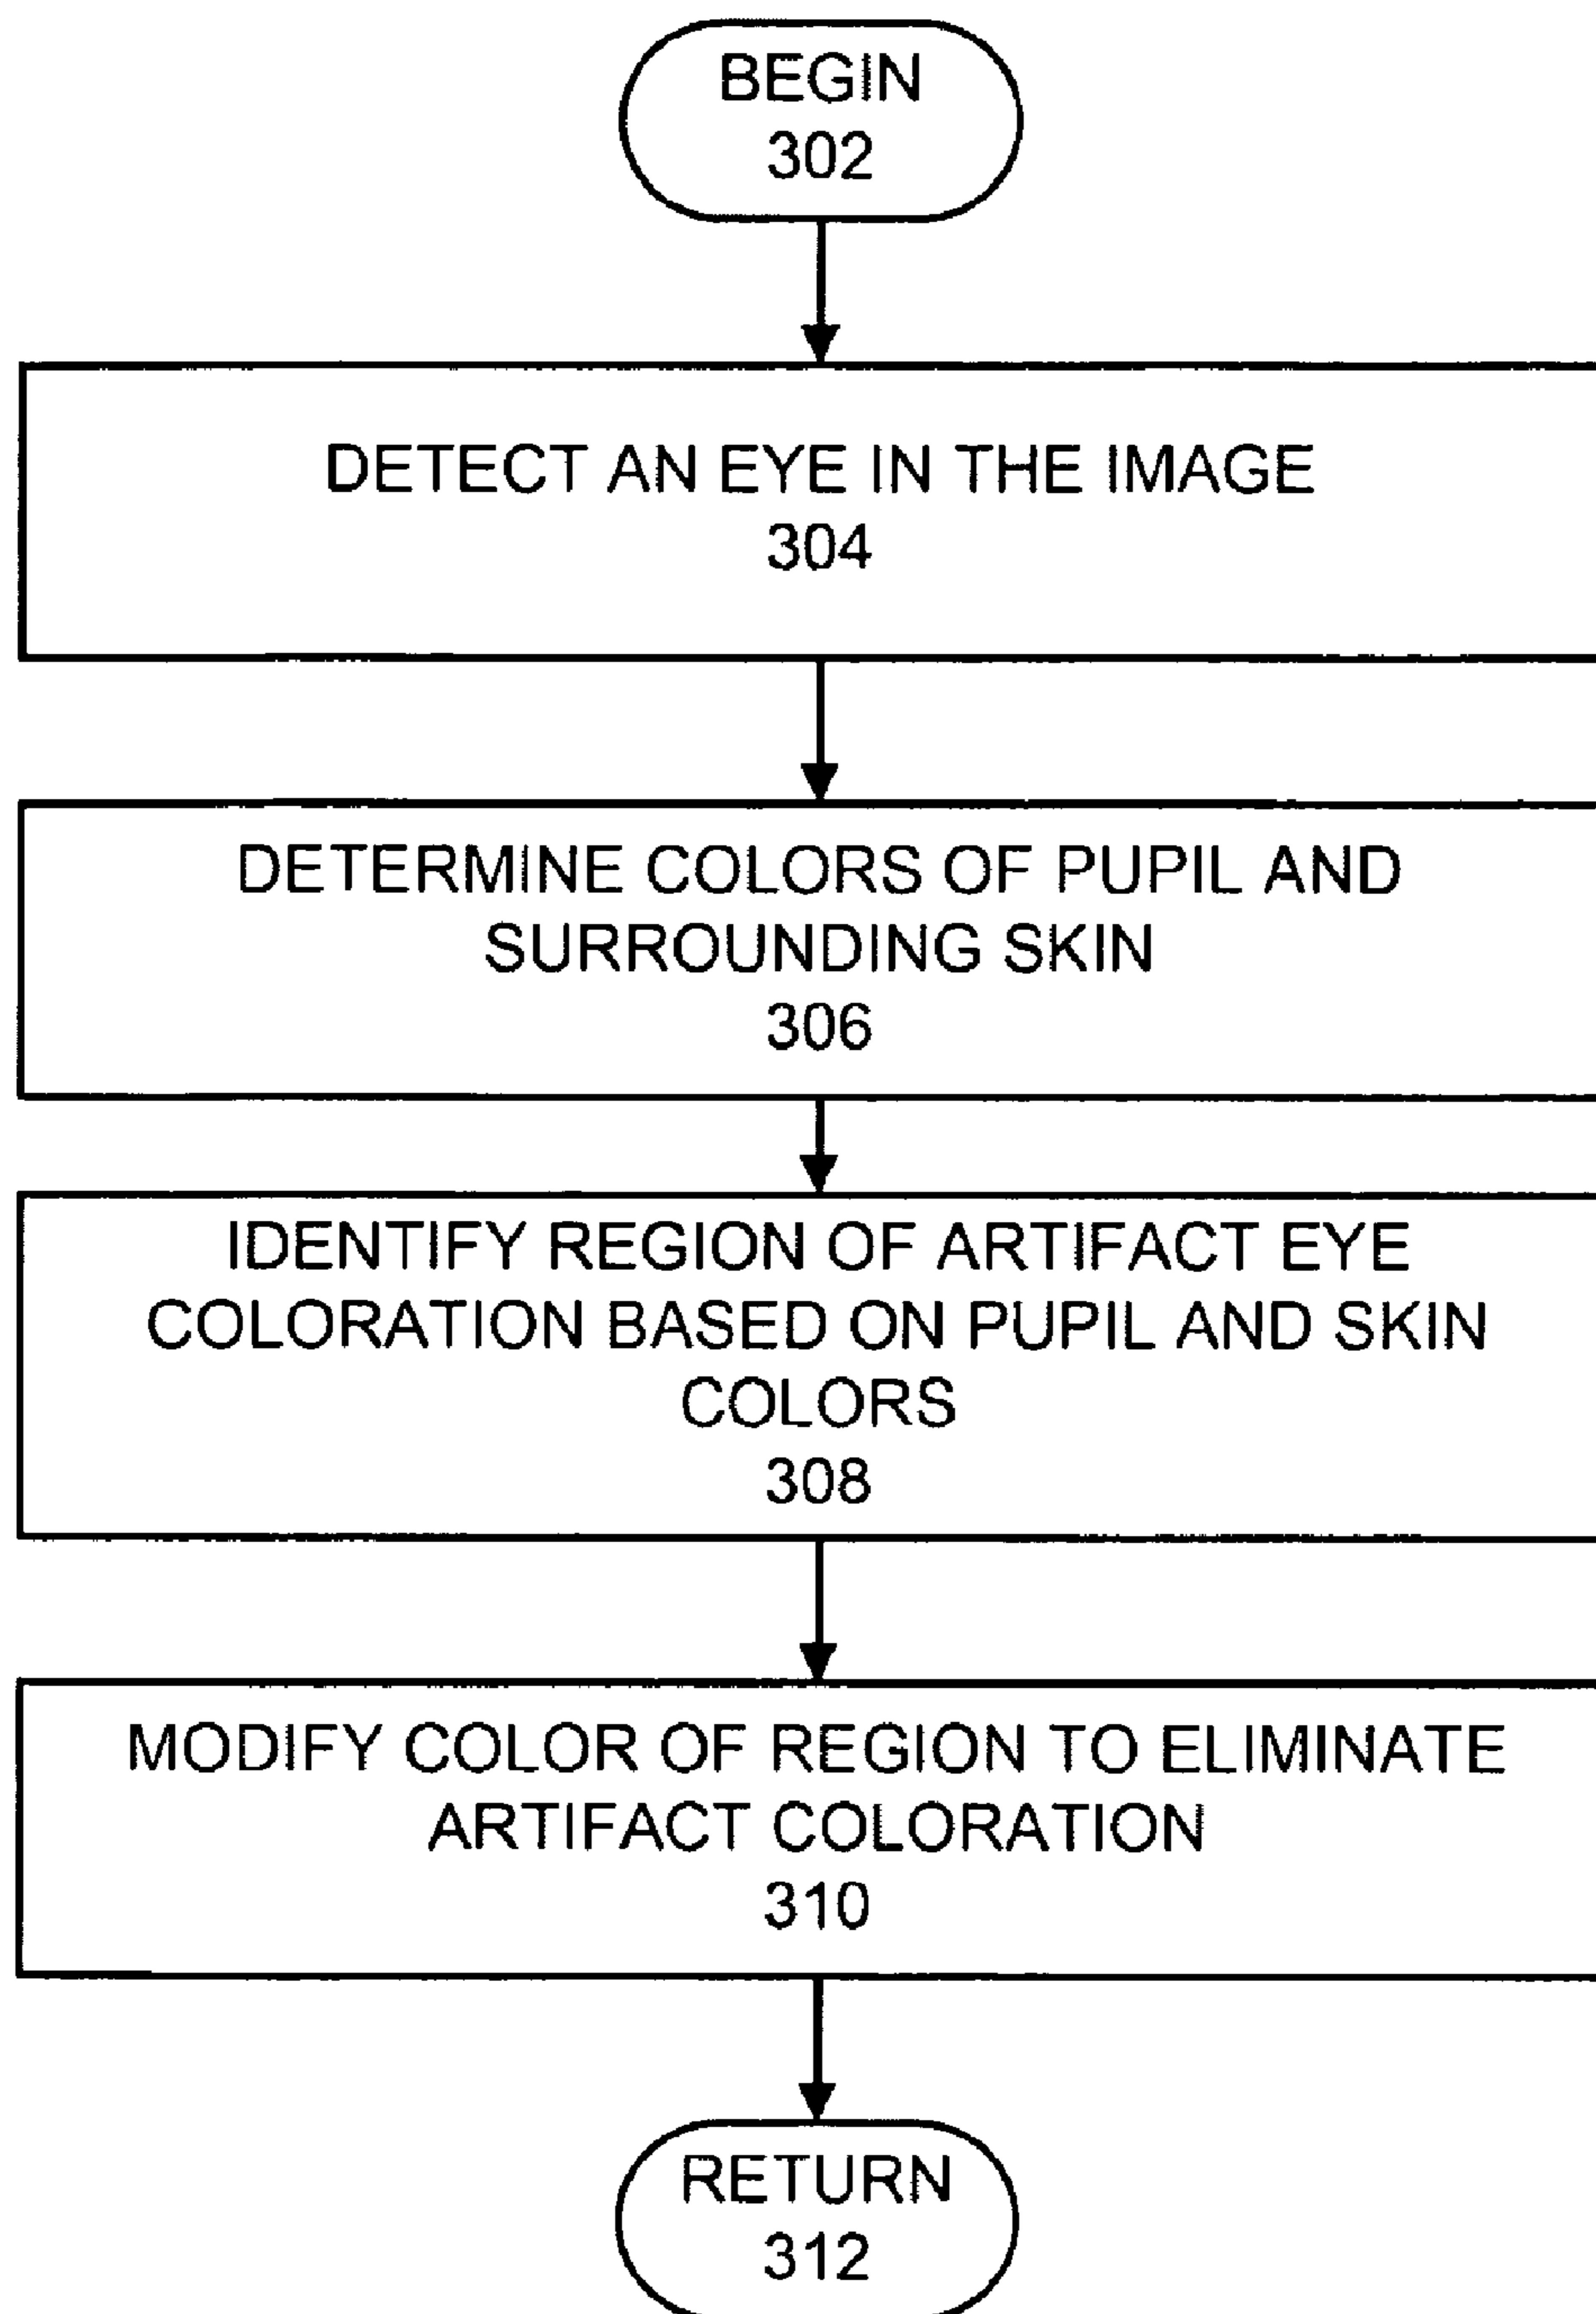 BEGIN
302
DETECT AN EYE IN THE IMAGE
304
DETERMINE COLORS OF PUPIL AND
SURROUNDING SKIN
306
IDENTIFY REGION OF ARTIFACT EYE
COLORATION BASED ON PUPIL AND SKIN
COLORS
308
MODIFY COLOR OF REGION TO ELIMINATE
ARTIFACT COLORATION
310
RETURN
312